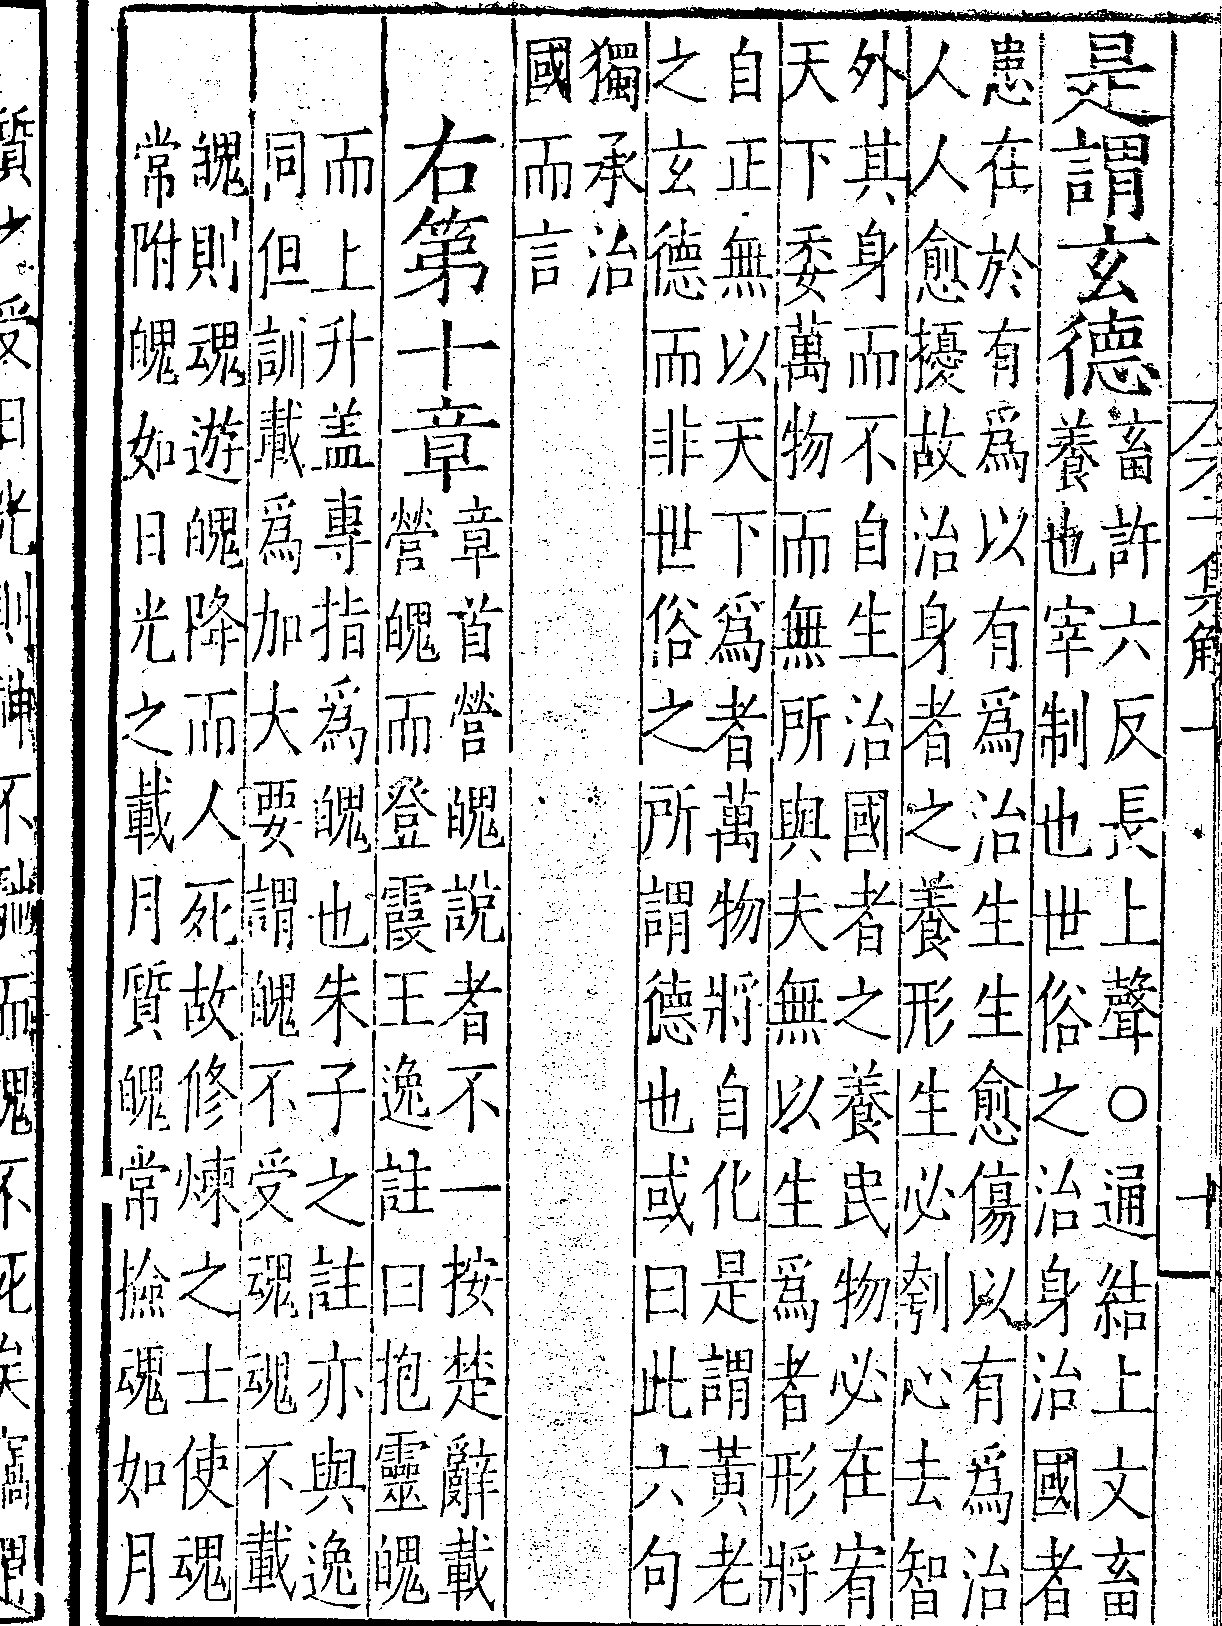 是謂玄德畜許六反長上聲○通結上文畜
養也宰制也世俗之治身治國者
患在於有爲以有爲治生生愈傷以有爲治
人人愈擾故治身者之養形生必刳心去智
外其身而不自生治國者之養民物必在宥
天下委萬物而無所與夫無以生爲者形將
自正無以天下爲者萬物將自化是謂黃老
之玄德而非世俗之所謂德也或曰此六句
獨承治
國而言
右第十章章首營魄說者不一按楚辭載
營魄而登霞王逸註曰抱靈魄
而上升盖專指爲魄也朱子之註亦與逸
同但訓載爲加大要謂魄不受魂魂不載
魄則魂遊魄降而人死故修煉之士使魂
常附魄如日光之載月質魄常撿魂如月
質之受日光則神不馳而魄不死矣